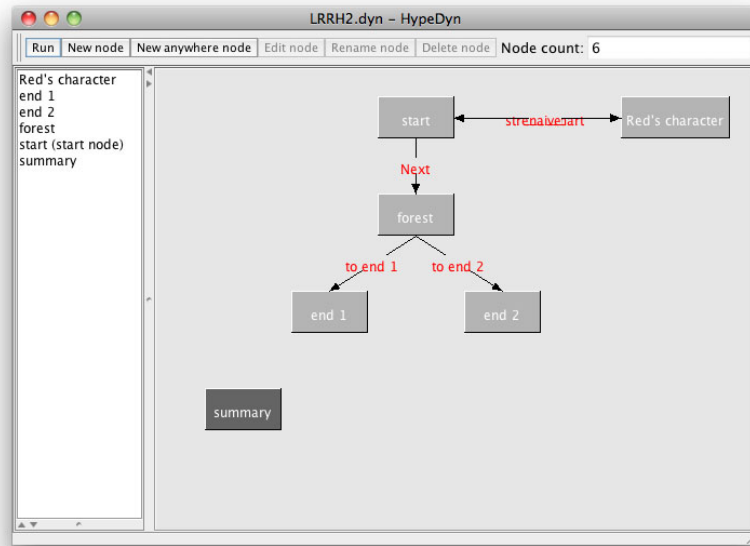 LRRH2.dyn – HypeDyn
Run New node New anywhere node Edit node Rename node Delete node Node count: 6
Red's character
end 1
end 2
forest
start (start node)
summary
start
Red's character
Next
forest
to end 1 to end 2
end 1 end 2
summary